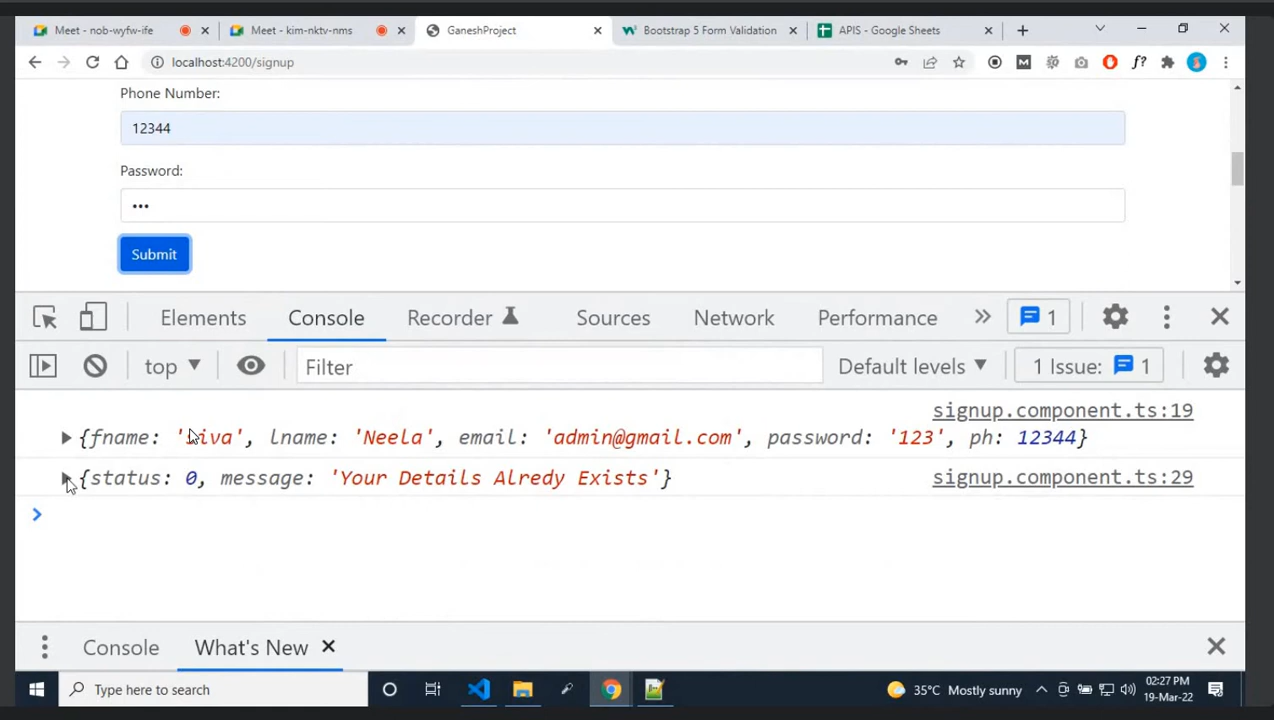 Meet - nob-wyfw-ife
Meet - kim-nktv-nms
GaneshProject
Bootstrap 5 Form Validation
APIS - Google Sheets
localhost:4200/signup
Phone Number:
12344
Password:
•••
Submit
Elements
Console
Recorder
Sources
Network
Performance
1
top
Filter
Default levels
1 Issue:
1
signup.component.ts:19
{fname: 'Siva', lname: 'Neela', email: 'admin@gmail.com', password: '123', ph: 12344}
{status: 0, message: 'Your Details Alredy Exists'}
signup.component.ts:29
Console
What's New
Type here to search
35°C Mostly sunny
02:27 PM
19-Mar-22